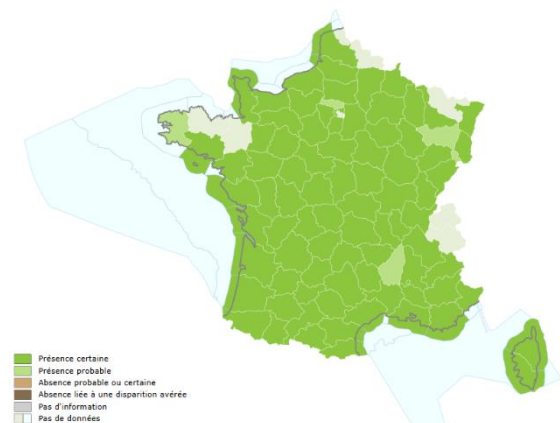 Présence certaine
Présence probable
Absence probable ou certaine
Absence liée à une disparition avérée
Pas d'information
Pas de données